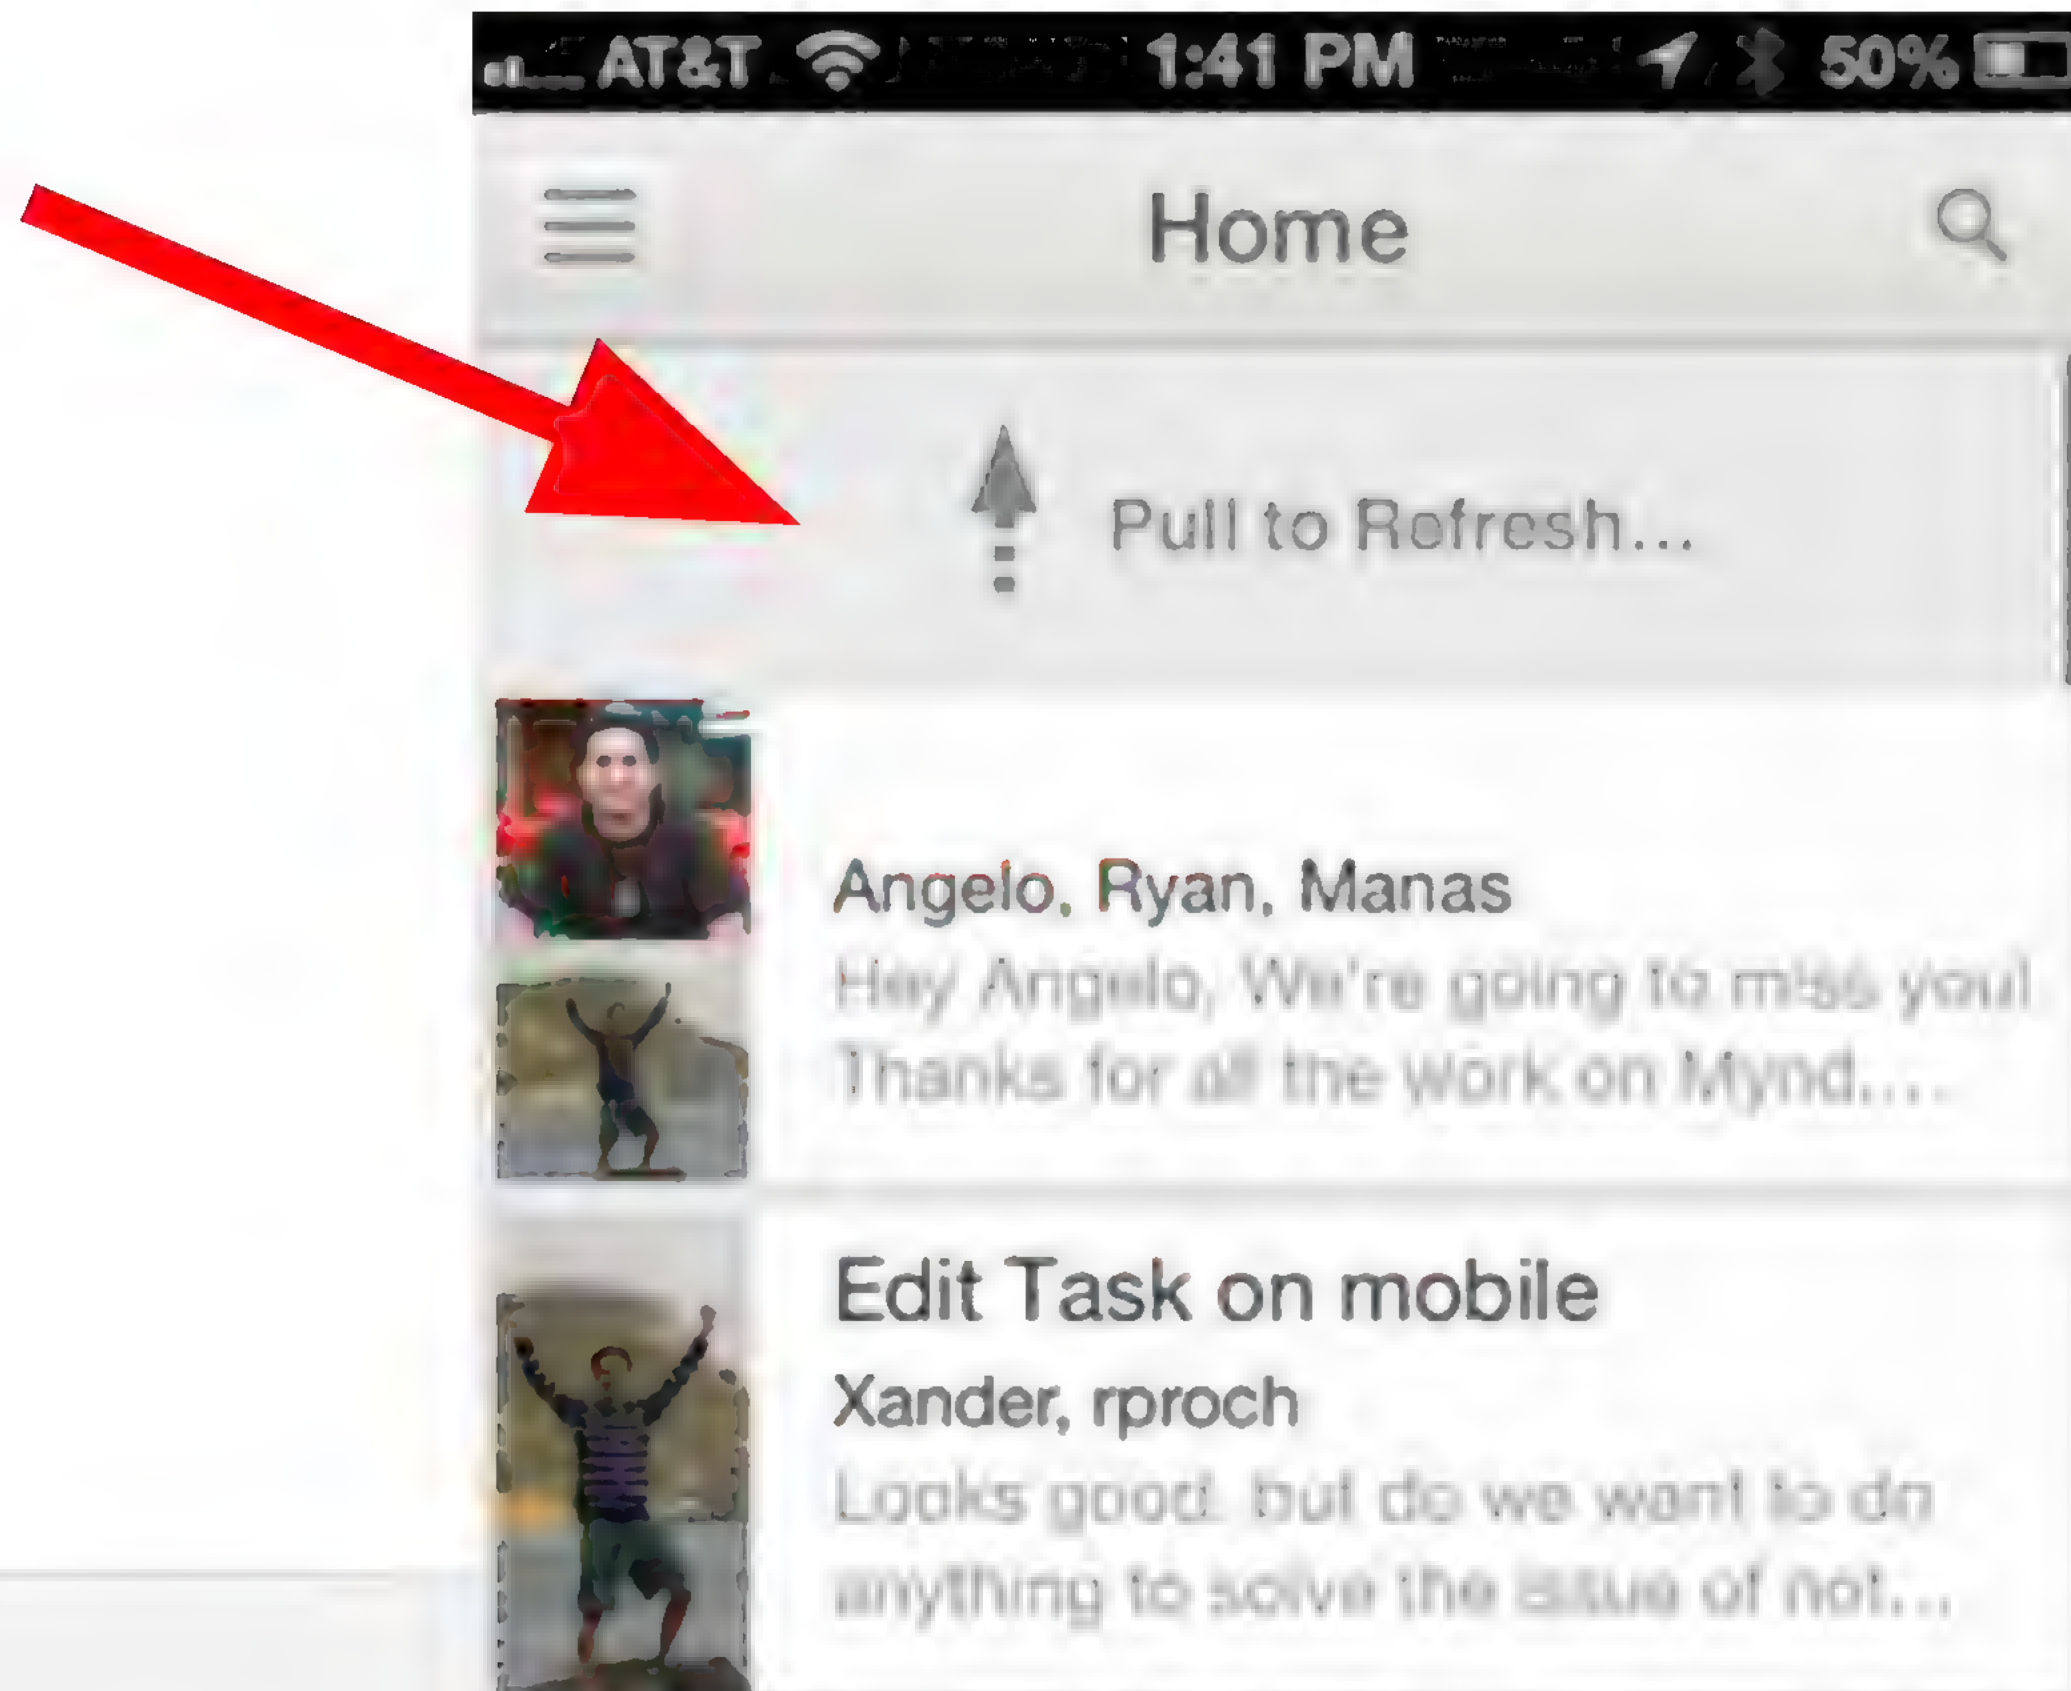 AT&T 1:41 PM 50%
Home
Pull to Refresh...
Angelo, Ryan, Manas
Hey Angelo, We're going to miss you!
Thanks for all the work on Mynd....
Edit Task on mobile
Xander, rproch
Looks good, but do we want to do
anything to solve the issue of not...